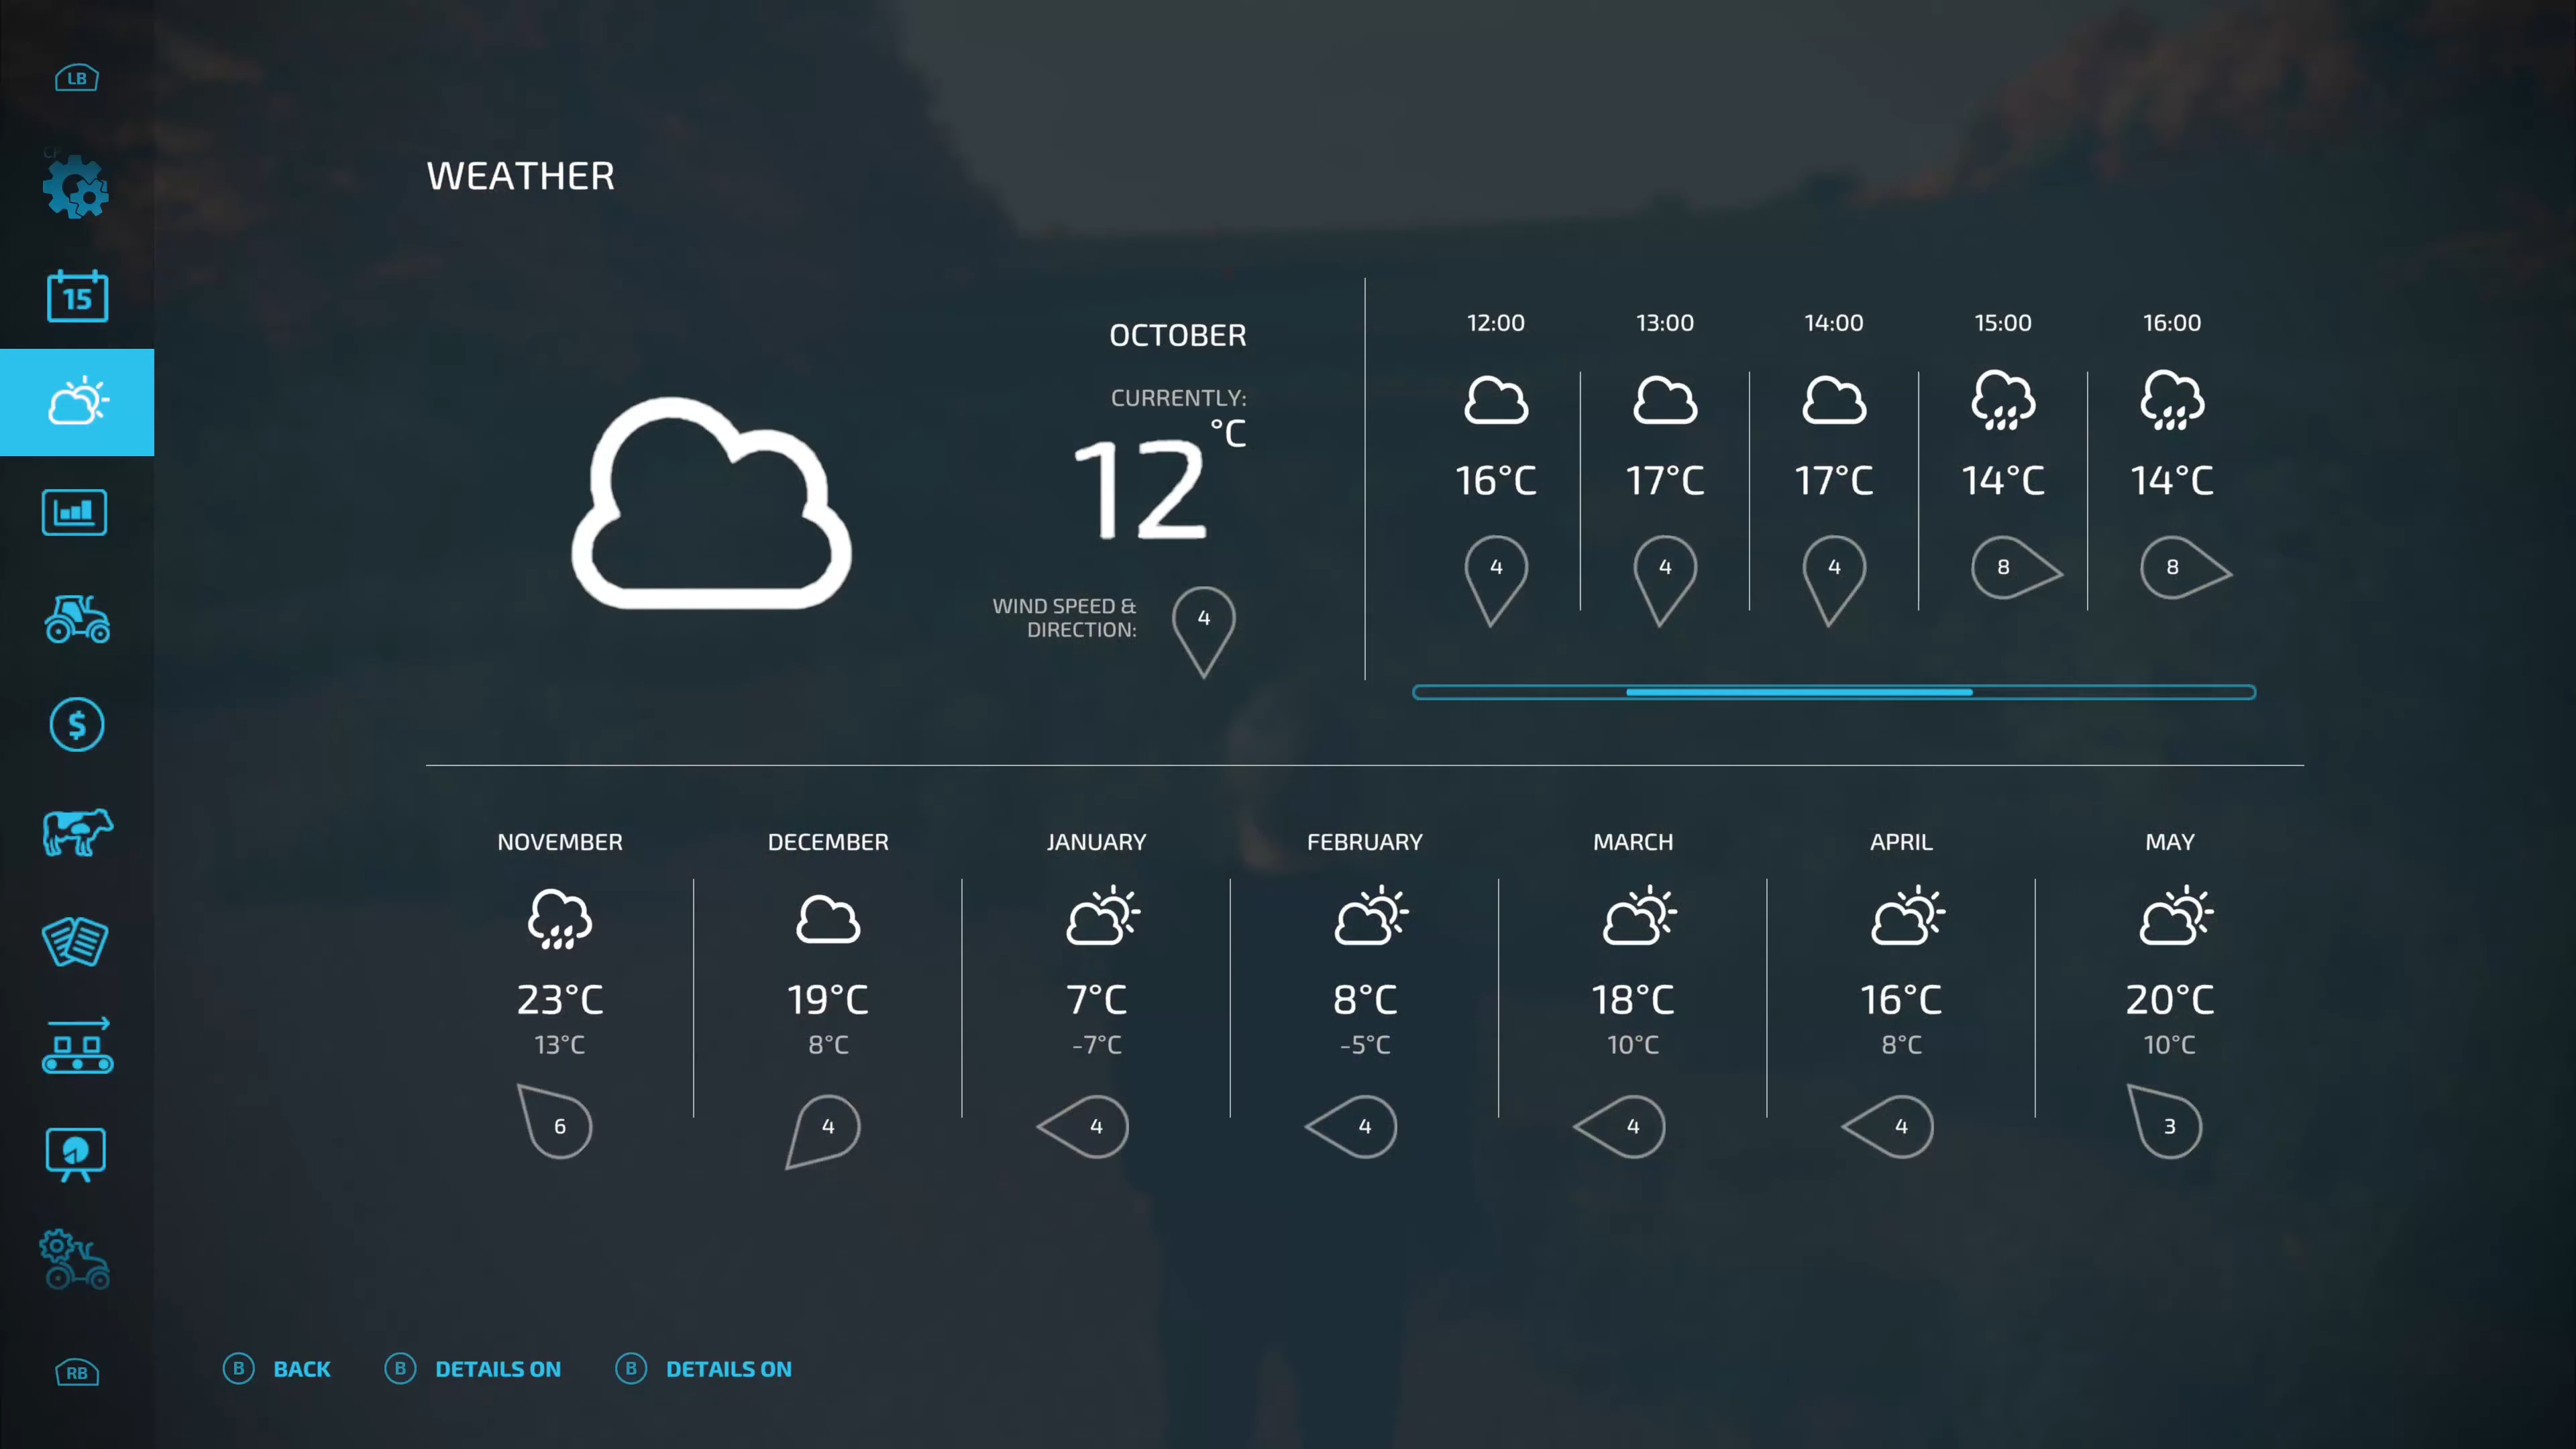 LB
CP
15
$
RB
WEATHER
OCTOBER
CURRENTLY:
12 °C
WIND SPEED &
DIRECTION:
4
12:00 13:00 14:00 15:00 16:00
16°C 17°C 17°C 14°C 14°C
4 4 4 8 8
NOVEMBER DECEMBER JANUARY FEBRUARY MARCH APRIL MAY
23°C 19°C 7°C 8°C 18°C 16°C 20°C
13°C 8°C -7°C -5°C 10°C 8°C 10°C
6 4 4 4 4 4 3
B BACK B DETAILS ON B DETAILS ON